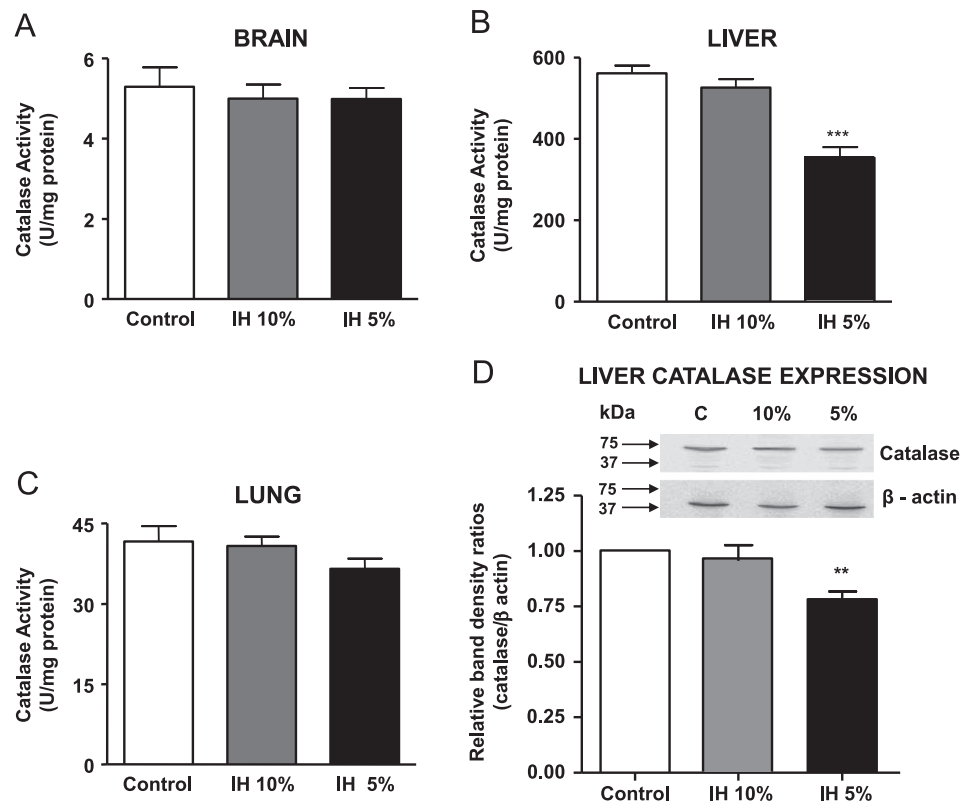 A
BRAIN
Catalase Activity
(U/mg protein)
6
4
2
0
Control IH 10% IH 5%
B
LIVER
Catalase Activity
(U/mg protein)
600
400
200
0
***
Control IH 10% IH 5%
C
LUNG
Catalase Activity
(U/mg protein)
45
30
15
0
Control IH 10% IH 5%
D
LIVER CATALASE EXPRESSION
kDa C 10% 5%
75
37
Catalase
75
37
β - actin
Relative band density ratios
(catalase/β actin)
1.25
1.00
0.75
0.50
0.25
0.00
**
Control IH 10% IH 5%